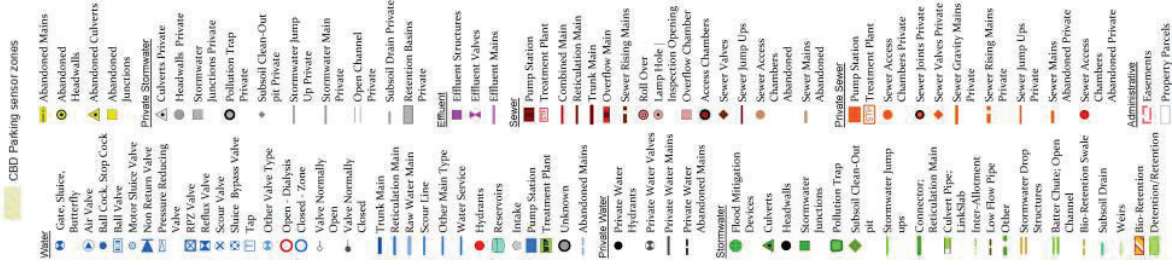 CBD Parking sensor zones
Water
Gate, Sluice,
Butterfly
Air Valve
Ball Cock, Stop Cock
Ball Valve
Motor Sluice Valve
Non Return Valve
Pressure Reducing
Valve
RPZ Valve
Reflux Valve
Scour Valve
Sluice Bypass Valve
Tap
Other Valve Type
Open - Dialysis
Closed - Zone
Valve Normally
Open
Valve Normally
Closed
Trunk Main
Reticulation Main
Raw Water Main
Scour Line
Other Main Type
Water Service
Hydrants
Reservoirs
Intake
Pump Station
Treatment Plant
Unknown
Abandoned Mains
Private Water
Private Water
Hydrants
Private Water Valves
Private Water Mains
Private Water
Abandoned Mains
Stormwater
Flood Mitigation
Devices
Culverts
Headwalls
Stormwater
Junctions
Pollution Trap
Subsoil Clean-Out
pit
Stormwater Jump
ups
Connector;
Reticulation Main
Culvert Pipe;
LinkSlab
Inter-Allotment
Low Flow Pipe
Other
Stormwater Drop
Structures
Batter Chute; Open
Channel
Bio-Retention Swale
Subsoil Drain
Weirs
Bio-Retention
Detention/Retention
Abandoned Mains
Abandoned
Headwalls
Abandoned Culverts
Abandoned
Junctions
Private Stormwater
Culverts Private
Headwalls Private
Stormwater
Junctions Private
Pollution Trap
Private
Subsoil Clean-Out
pit Private
Stormwater Jump
Up Private
Stormwater Main
Private
Open Channel
Private
Subsoil Drain Private
Retention Basins
Private
Effluent
Effluent Structures
Effluent Valves
Effluent Mains
Sewer
Pump Station
Treatment Plant
Combined Main
Reticulation Main
Trunk Main
Overflow Main
Sewer Rising Mains
Roll Over
Lamp Hole |
Inspection Opening
Overflow Chamber
Access Chambers
Sewer Valves
Sewer Jump Ups
Sewer Access
Chambers
Abandoned
Sewer Mains
Abandoned
Private Sewer
Pump Station
Treatment Plant
Sewer Access
Chambers Private
Sewer Joints Private
Sewer Valves Private
Sewer Gravity Mains
Private
Sewer Rising Mains
Private
Sewer Jump Ups
Private
Sewer Mains
Abandoned Private
Sewer Access
Chambers
Abandoned Private
Administrative
Easements
Property Parcels